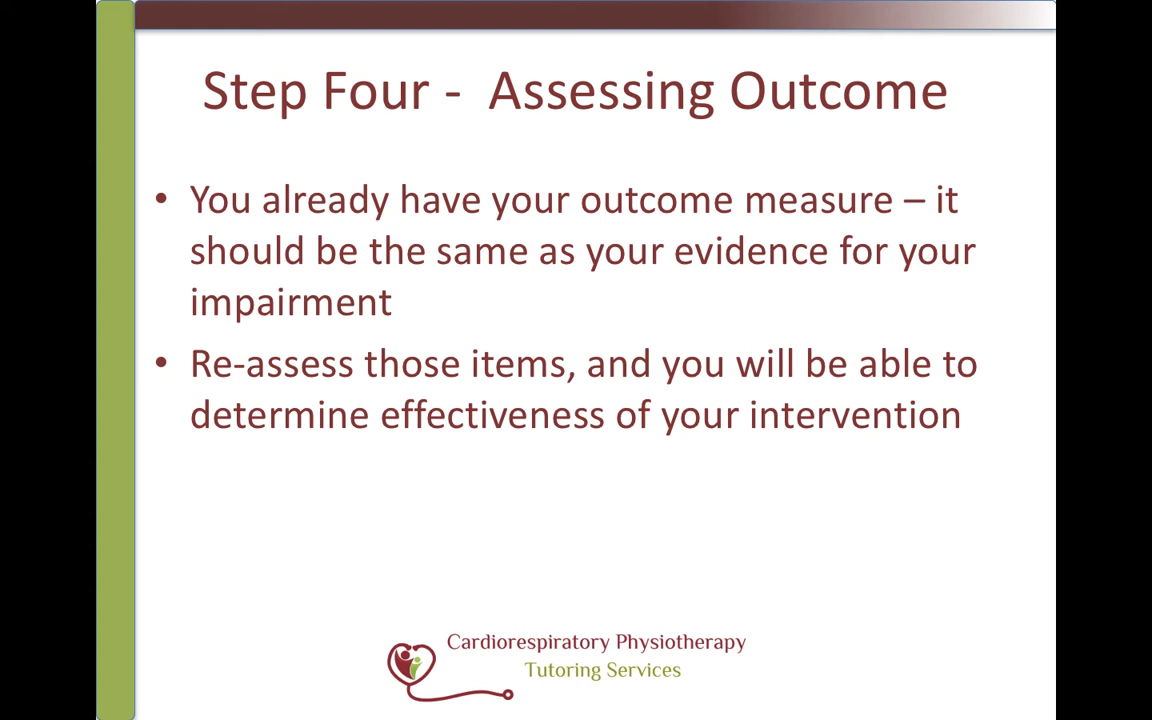 Step Four -  Assessing Outcome
• You already have your outcome measure – it
should be the same as your evidence for your
impairment
• Re-assess those items, and you will be able to
determine effectiveness of your intervention
Cardiorespiratory Physiotherapy
Tutoring Services